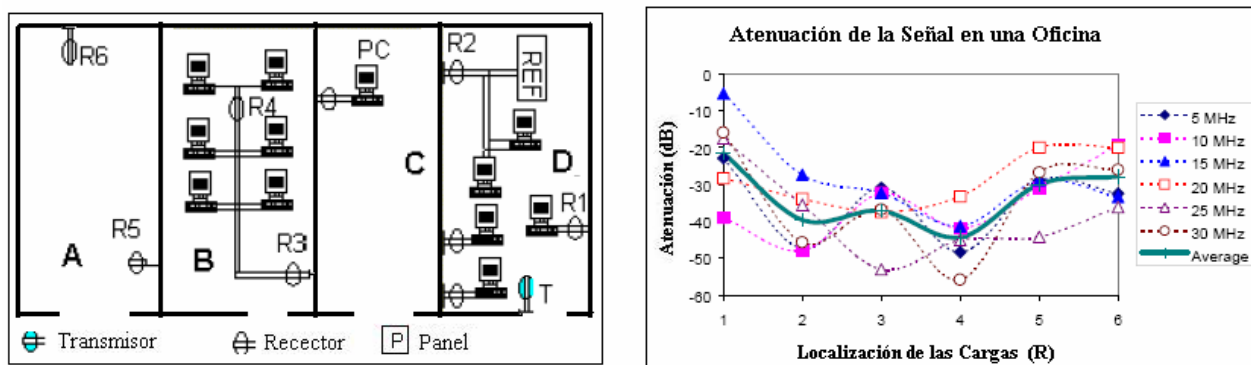 R6
R4
PC
R2
REF
A
R5
B
R3
C
D
R1
T
Transmisor
Recector
P Panel
Atenuación de la Señal en una Oficina
Atenuación (dB)
0
-10
-20
-30
-40
-50
-60
1 2 3 4 5 6
Localización de las Cargas (R)
5 MHz
10 MHz
15 MHz
20 MHz
25 MHz
30 MHz
Average